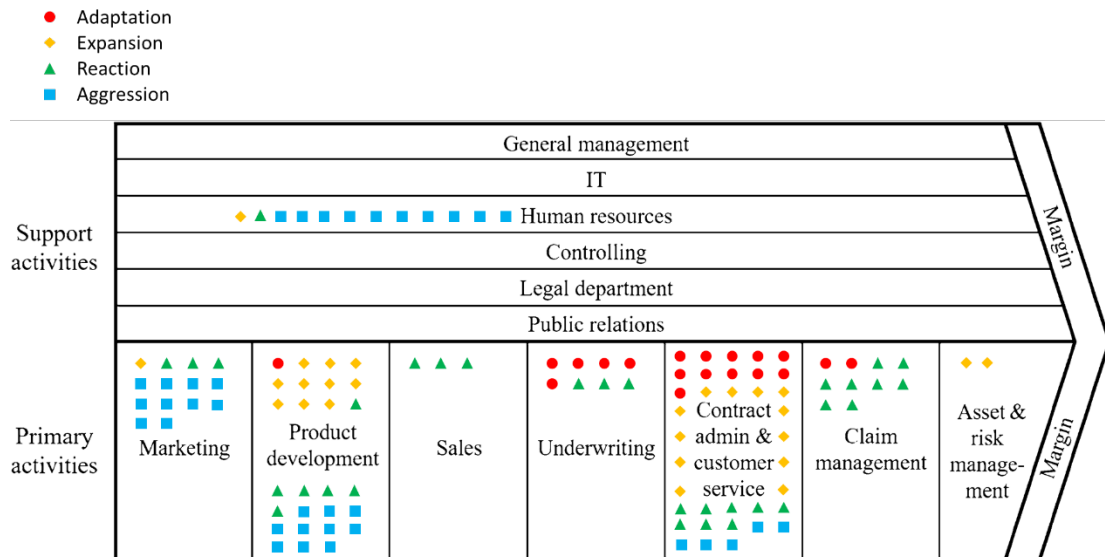 Adaptation
Expansion
Reaction
Aggression
General management
IT
Human resources
Controlling
Legal department
Public relations
Support
activities
Margin
Primary
activities
Marketing
Product
development
Sales
Underwriting
Contract
admin &
customer
service
Claim
management
Asset &
risk
manage-
ment
Margin